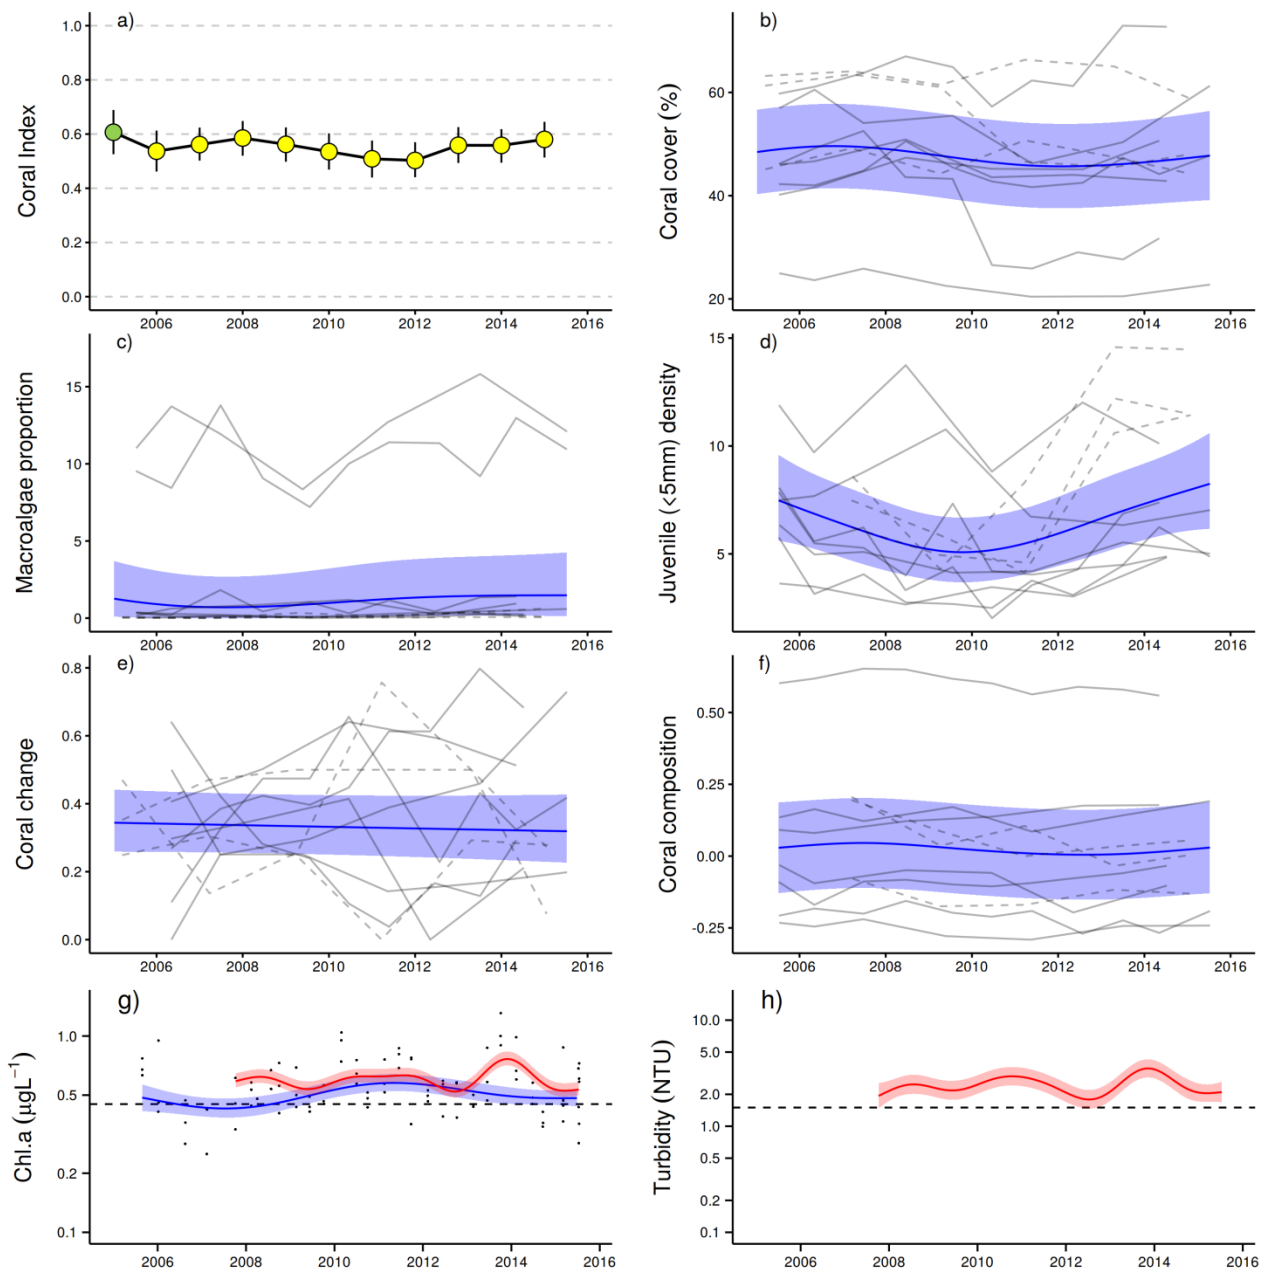 a)
Coral Index
1.0
0.8
0.6
0.4
0.2
0.0
2006 2008 2010 2012 2014 2016
b)
Coral cover (%)
60
40
20
2006 2008 2010 2012 2014 2016
c)
Macroalgae proportion
15
10
5
0
2006 2008 2010 2012 2014 2016
d)
Juvenile (<5mm) density
15
10
5
2006 2008 2010 2012 2014 2016
e)
Coral change
0.8
0.6
0.4
0.2
0.0
2006 2008 2010 2012 2014 2016
f)
Coral composition
0.50
0.25
0.00
-0.25
2006 2008 2010 2012 2014 2016
g)
Chl.a (µgL⁻¹)
1.0
0.5
0.2
0.1
2006 2008 2010 2012 2014 2016
h)
Turbidity (NTU)
10.0
5.0
2.0
1.0
0.5
0.2
0.1
2006 2008 2010 2012 2014 2016